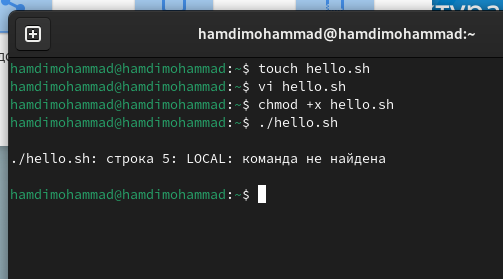 тура
hamdimohammad@hamdimohammad:~
hamdimohammad@hamdimohammad:~$ touch hello.sh
hamdimohammad@hamdimohammad:~$ vi hello.sh
hamdimohammad@hamdimohammad:~$ chmod +x hello.sh
hamdimohammad@hamdimohammad:~$ ./hello.sh
./hello.sh: строка 5: LOCAL: команда не найдена
hamdimohammad@hamdimohammad:~$